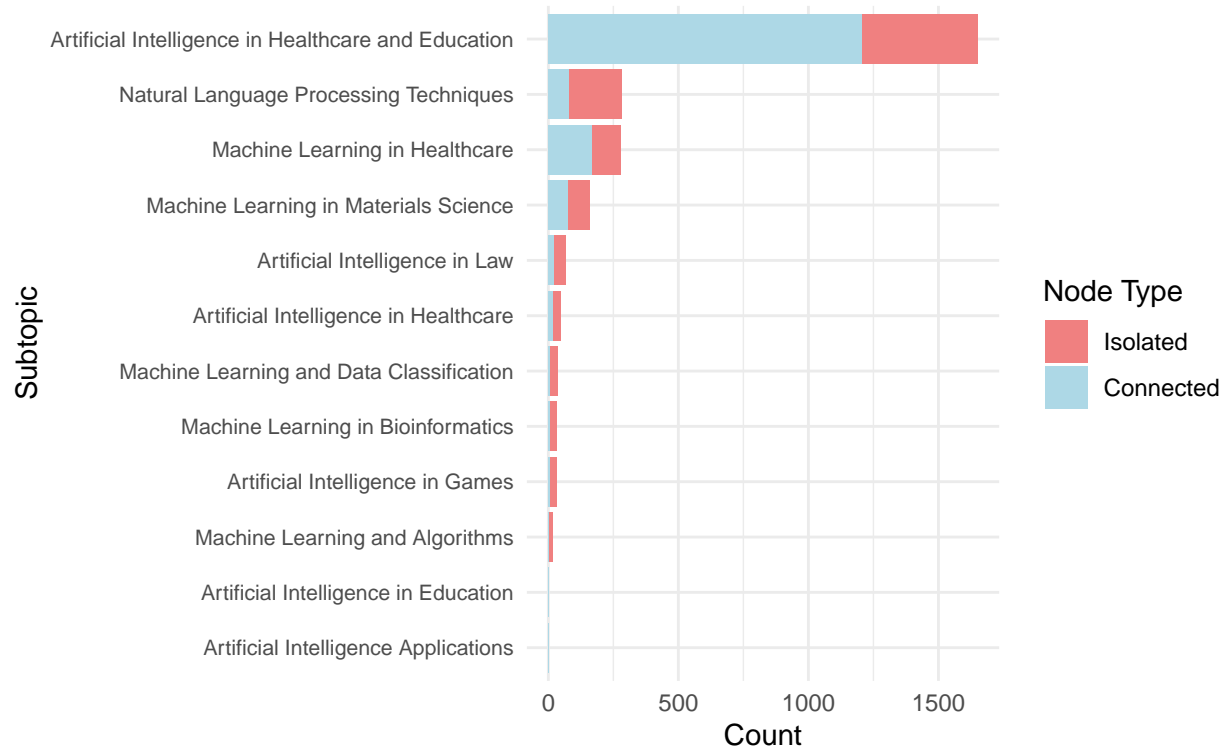 Artificial Intelligence in Healthcare and Education
Natural Language Processing Techniques
Machine Learning in Healthcare
Machine Learning in Materials Science
Artificial Intelligence in Law
Artificial Intelligence in Healthcare
Machine Learning and Data Classification
Machine Learning in Bioinformatics
Artificial Intelligence in Games
Machine Learning and Algorithms
Artificial Intelligence in Education
Artificial Intelligence Applications
Subtopic
0 500 1000 1500
Count
Node Type
Isolated
Connected